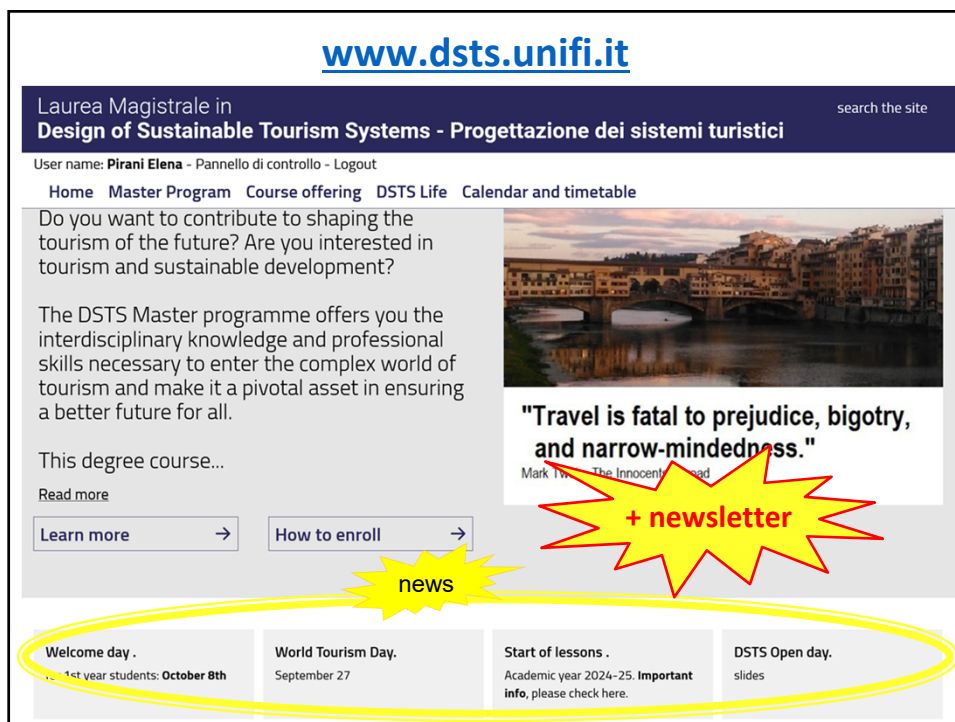 www.dsts.unifi.it
Laurea Magistrale in
search the site
Design of Sustainable Tourism Systems - Progettazione dei sistemi turistici
User name: Pirani Elena - Pannello di controllo - Logout
Home Master Program Course offering DSTS Life Calendar and timetable
Do you want to contribute to shaping the
tourism of the future? Are you interested in
tourism and sustainable development?
The DSTS Master programme offers you the
interdisciplinary knowledge and professional
skills necessary to enter the complex world of
tourism and make it a pivotal asset in ensuring
a better future for all.
This degree course...
Read more
Learn more →
How to enroll →
"Travel is fatal to prejudice, bigotry,
and narrow-mindedness."
Mark The Innocents
+ newsletter
news
Welcome day .
1st year students: October 8th
World Tourism Day.
September 27
Start of lessons .
Academic year 2024-25. Important
info, please check here.
DSTS Open day.
slides